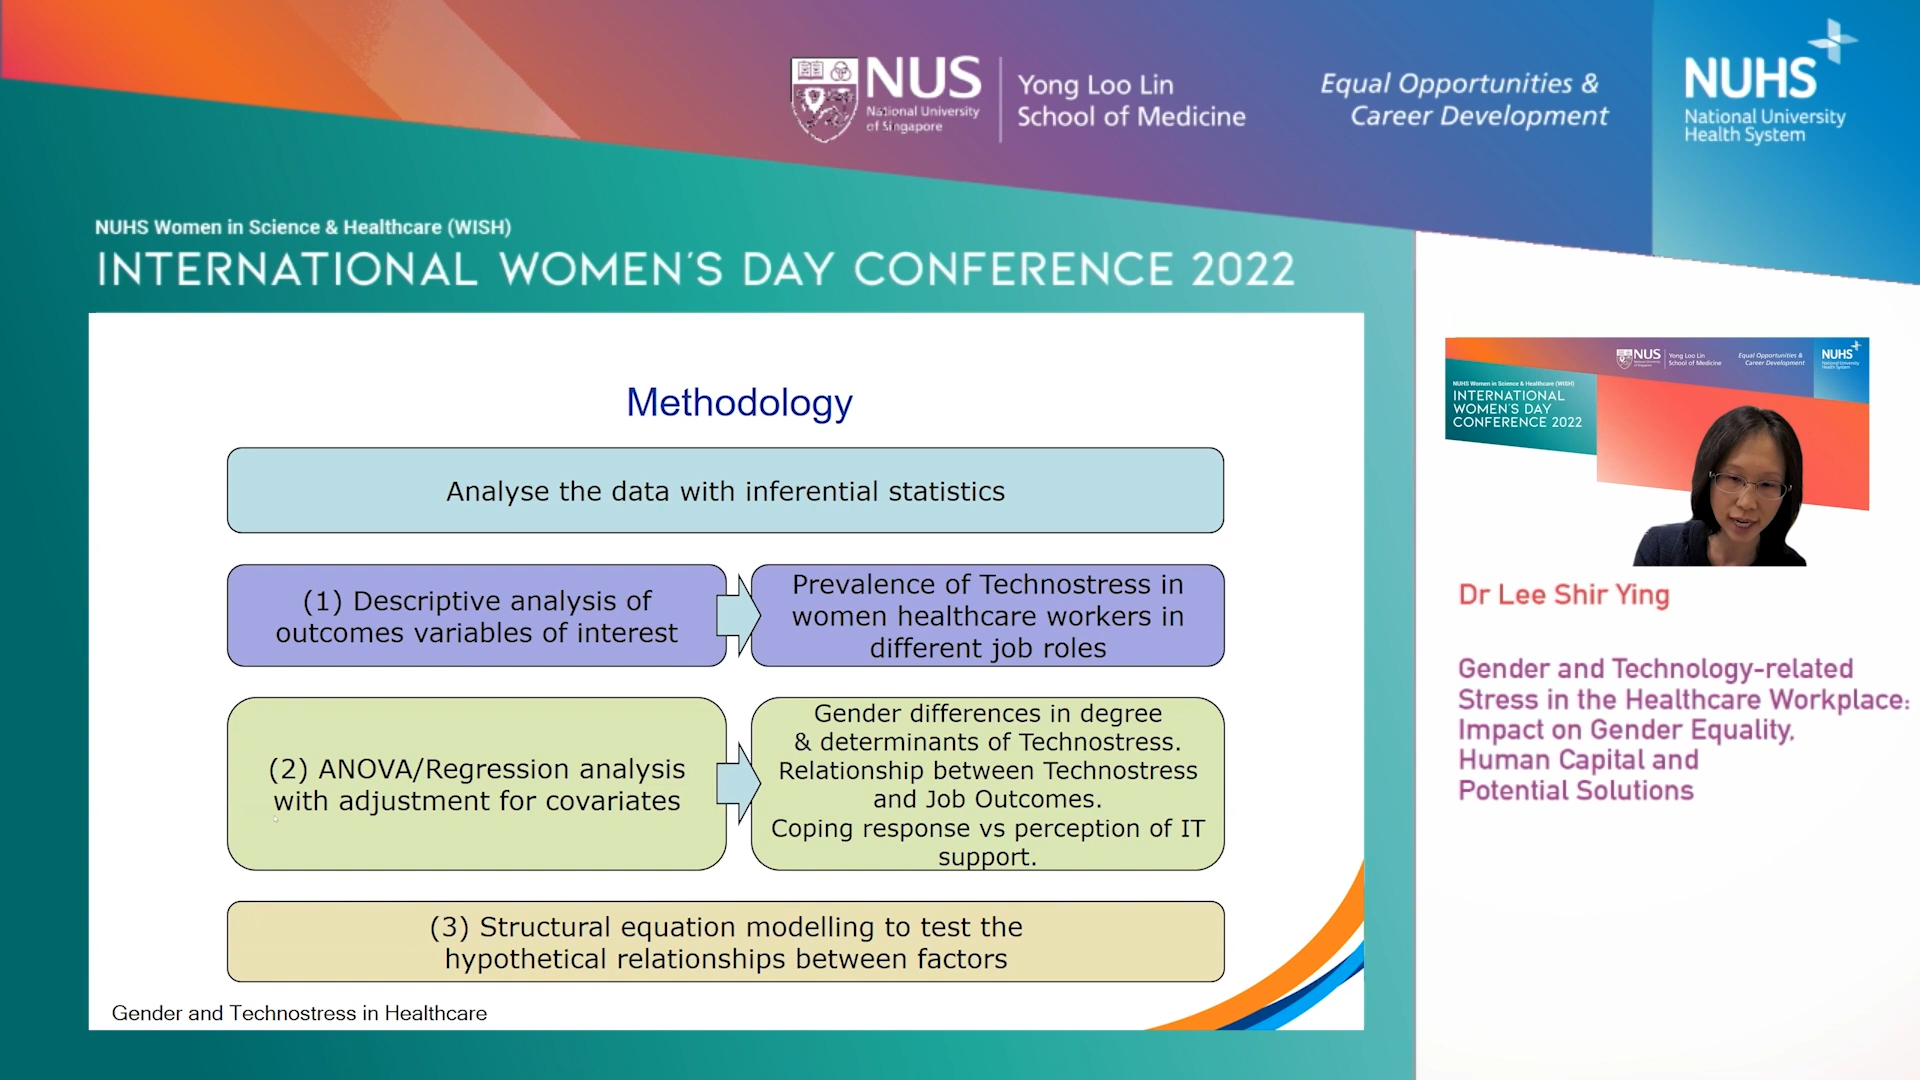 NUS
National University
of Singapore
Yong Loo Lin
School of Medicine
Equal Opportunities &
Career Development
NUHS
National University
Health System
NUHS Women in Science & Healthcare (WISH)
INTERNATIONAL WOMEN'S DAY CONFERENCE 2022
Methodology
Analyse the data with inferential statistics
(1) Descriptive analysis of
outcomes variables of interest
Prevalence of Technostress in
women healthcare workers in
different job roles
(2) ANOVA/Regression analysis
with adjustment for covariates
Gender differences in degree
& determinants of Technostress.
Relationship between Technostress
and Job Outcomes.
Coping response vs perception of IT
support.
(3) Structural equation modelling to test the
hypothetical relationships between factors
Gender and Technostress in Healthcare
NUS
Yong Loo Lin
School of Medicine
Equal Opportunities &
Career Development
NUHS
National University
Health System
NUHS Women in Science & Healthcare (WISH)
INTERNATIONAL
WOMEN'S DAY
CONFERENCE 2022
Dr Lee Shir Ying
Gender and Technology-related
Stress in the Healthcare Workplace:
Impact on Gender Equality,
Human Capital and
Potential Solutions